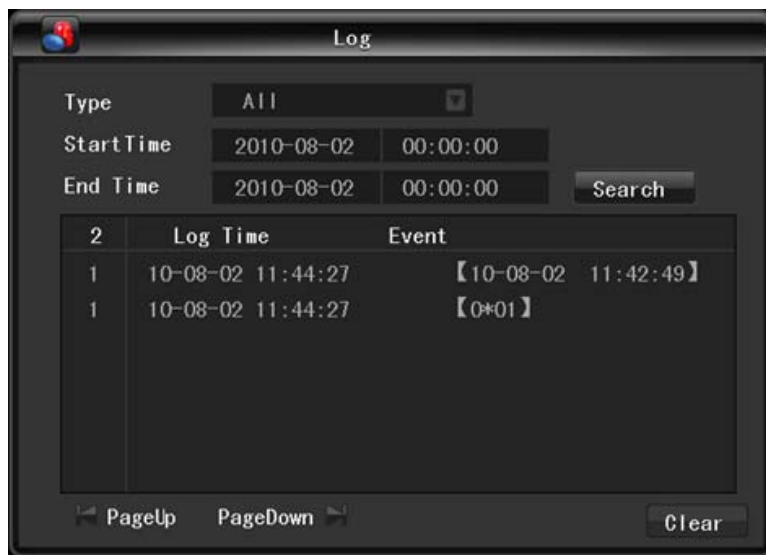 Log
Type All
StartTime 2010-08-02 00:00:00
End Time 2010-08-02 00:00:00 Search
2 Log Time Event
1 10-08-02 11:44:27 【10-08-02 11:42:49】
1 10-08-02 11:44:27 【0*01】
PageUp PageDown Clear